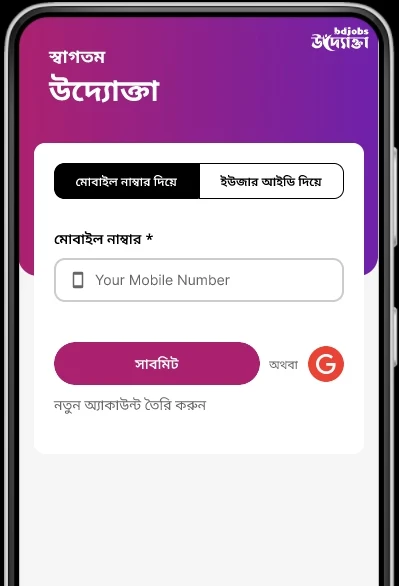 bdjobs
উদ্যোক্তা
স্বাগতম
উদ্যোক্তা
মোবাইল নাম্বার দিয়ে
ইউজার আইডি দিয়ে
মোবাইল নাম্বার *
Your Mobile Number
সাবমিট
অথবা
G
নতুন অ্যাকাউন্ট তৈরি করুন